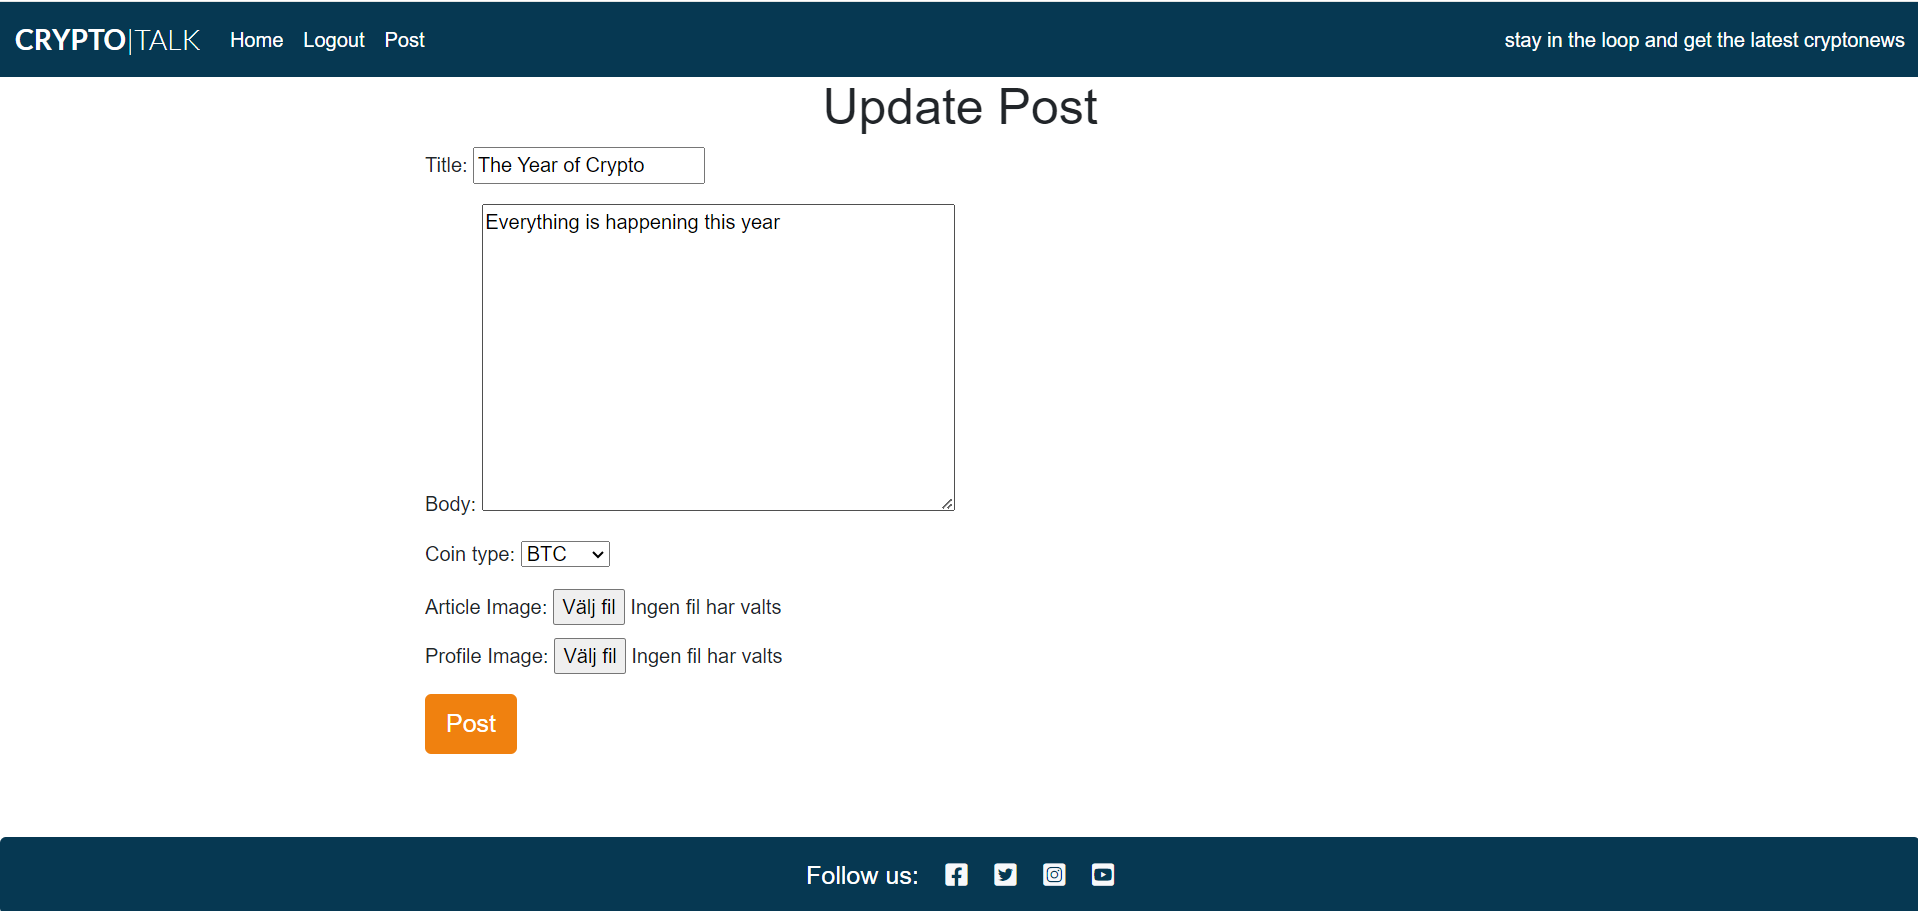 CRYPTO|TALK Home Logout Post stay in the loop and get the latest cryptonews
Update Post
Title: The Year of Crypto
Everything is happening this year
Body:
Coin type: BTC
Article Image: Välj fil Ingen fil har valts
Profile Image: Välj fil Ingen fil har valts
Post
Follow us: